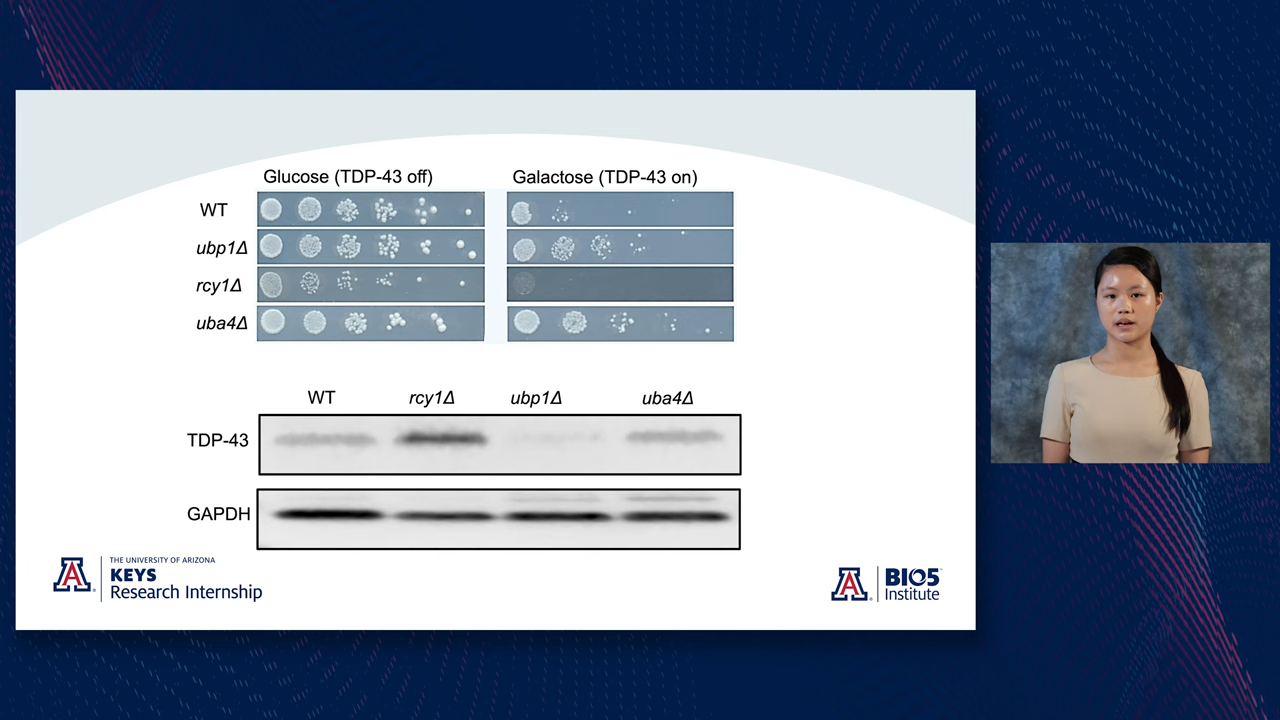 Glucose (TDP-43 off) Galactose (TDP-43 on)
WT
ubp1Δ
rcy1Δ
uba4Δ
WT rcy1Δ ubp1Δ uba4Δ
TDP-43
GAPDH
THE UNIVERSITY OF ARIZONA
KEYS
Research Internship
A
A
BIO5
Institute